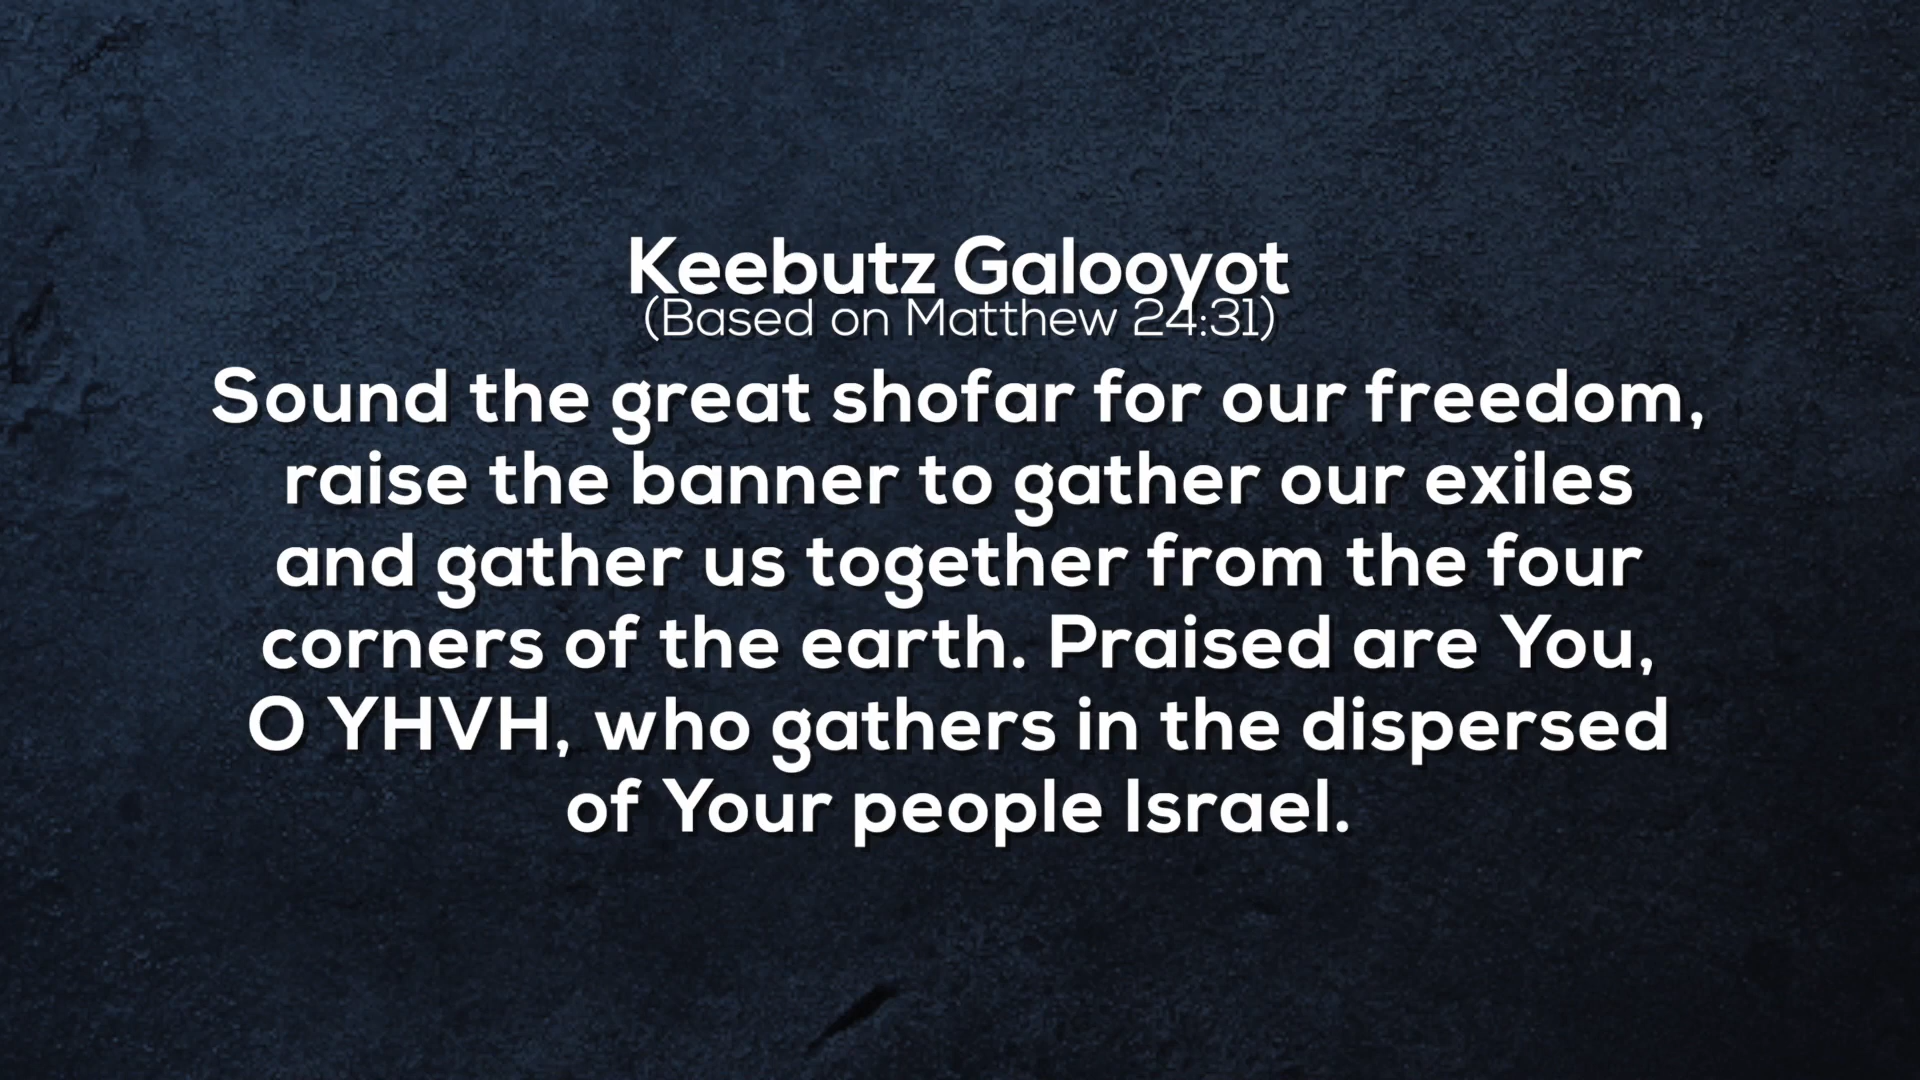 Keebutz Galooyot
(Based on Matthew 24:31)
Sound the great shofar for our freedom,
raise the banner to gather our exiles
and gather us together from the four
corners of the earth. Praised are You,
O YHVH, who gathers in the dispersed
of Your people Israel.